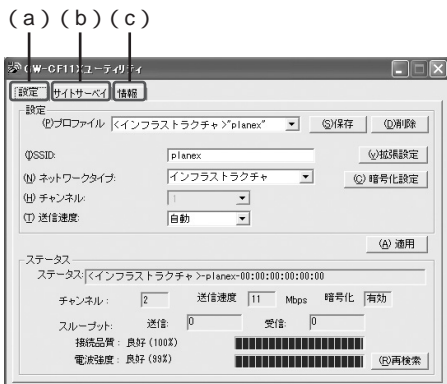 (a) (b) (c)
GW-CF11Xユーティリティ
設定 サイトサーベイ 情報
設定
(P)プロファイル <インフラストラクチャ>"planex" (S)保存 (D)削除
(I)SSID: planex (V)拡張設定
(N) ネットワークタイプ: インフラストラクチャ (C) 暗号化設定
(H) チャンネル: 1
(T) 送信速度: 自動
(A) 適用
ステータス
ステータス: <インフラストラクチャ>-planex-00:00:00:00:00:00
チャンネル: 2 送信速度 11 Mbps 暗号化 有効
スループット: 送信: 0 受信: 0
接続品質: 良好 (100%)
電波強度: 良好 (99%) (R)再検索